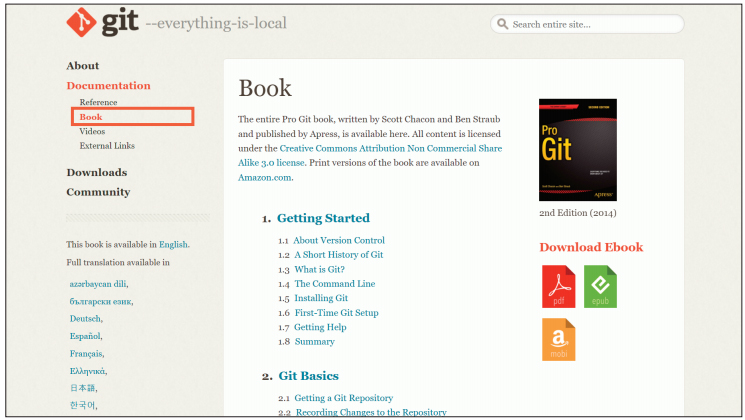 git --everything-is-local
Search entire site...
About
Documentation
Reference
Book
Videos
External Links
Downloads
Community
This book is available in English.
Full translation available in
azərbaycan dili,
български език,
Deutsch,
Español,
Français,
Ελληνικά,
日本語,
한국어,
Book
The entire Pro Git book, written by Scott Chacon and Ben Straub
and published by Apress, is available here. All content is licensed
under the Creative Commons Attribution Non Commercial Share
Alike 3.0 license. Print versions of the book are available on
Amazon.com.
1. Getting Started
1.1 About Version Control
1.2 A Short History of Git
1.3 What is Git?
1.4 The Command Line
1.5 Installing Git
1.6 First-Time Git Setup
1.7 Getting Help
1.8 Summary
2. Git Basics
2.1 Getting a Git Repository
2.2 Recording Changes to the Repository
Pro
Git
Apress
2nd Edition (2014)
Download Ebook
pdf
epub
a
mobi